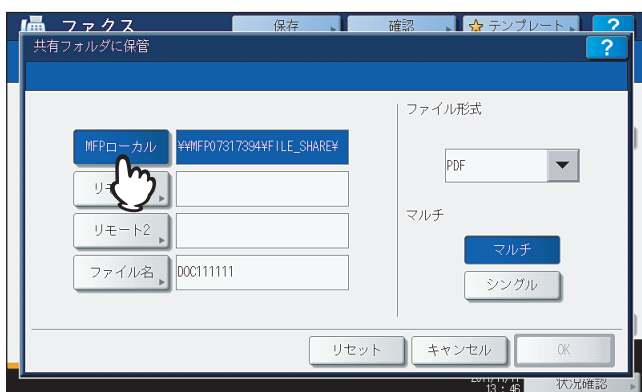 ファクス
保存
確認
テンプレート
?
共有フォルダに保管
?
MFPローカル
¥¥MFP07317394¥FILE_SHARE¥
ファイル形式
PDF
リモート2
マルチ
マルチ
ファイル名
DOC111111
シングル
リセット
キャンセル
OK
13:46
状況確認